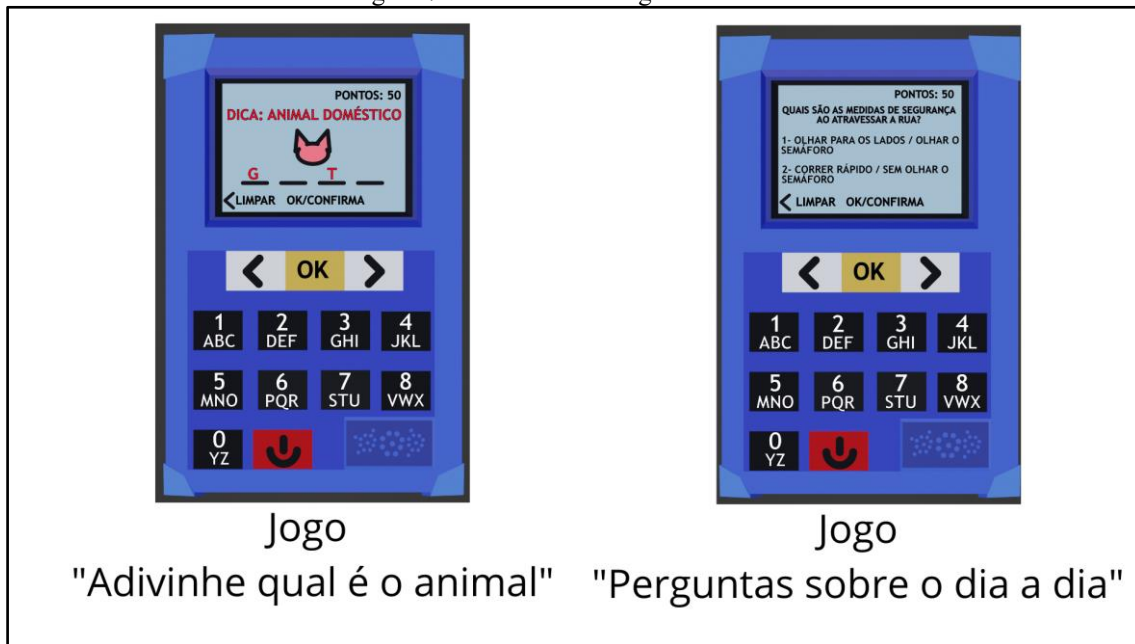 PONTOS: 50
DICA: ANIMAL DOMÉSTICO
G T
LIMPAR OK/CONFIRMA
OK
1 2 3 4
ABC DEF GHI JKL
5 6 7 8
MNO PQR STU VWX
0
YZ
Jogo
"Adivinhe qual é o animal"
PONTOS: 50
QUAIS SÃO AS MEDIDAS DE SEGURANÇA
AO ATRAVESSAR A RUA?
1- OLHAR PARA OS LADOS / OLHAR O
SEMÁFORO
2- CORRER RÁPIDO / SEM OLHAR O
SEMÁFORO
LIMPAR OK/CONFIRMA
OK
1 2 3 4
ABC DEF GHI JKL
5 6 7 8
MNO PQR STU VWX
0
YZ
Jogo
"Perguntas sobre o dia a dia"